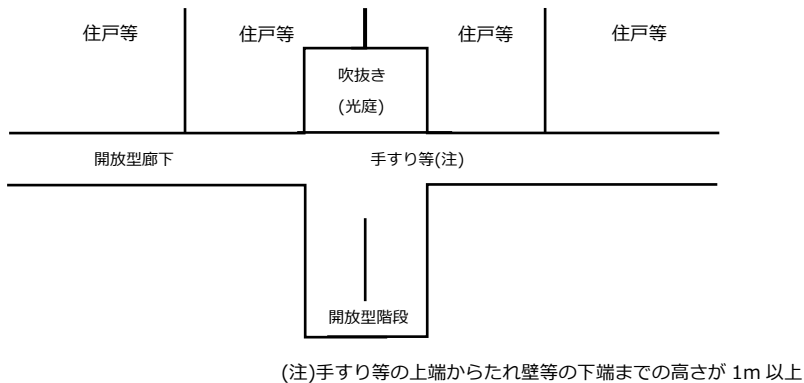 住戸等
住戸等
住戸等
住戸等
吹抜き
(光庭)
開放型廊下
手すり等(注)
開放型階段
(注)手すり等の上端からたれ壁等の下端までの高さが 1m 以上